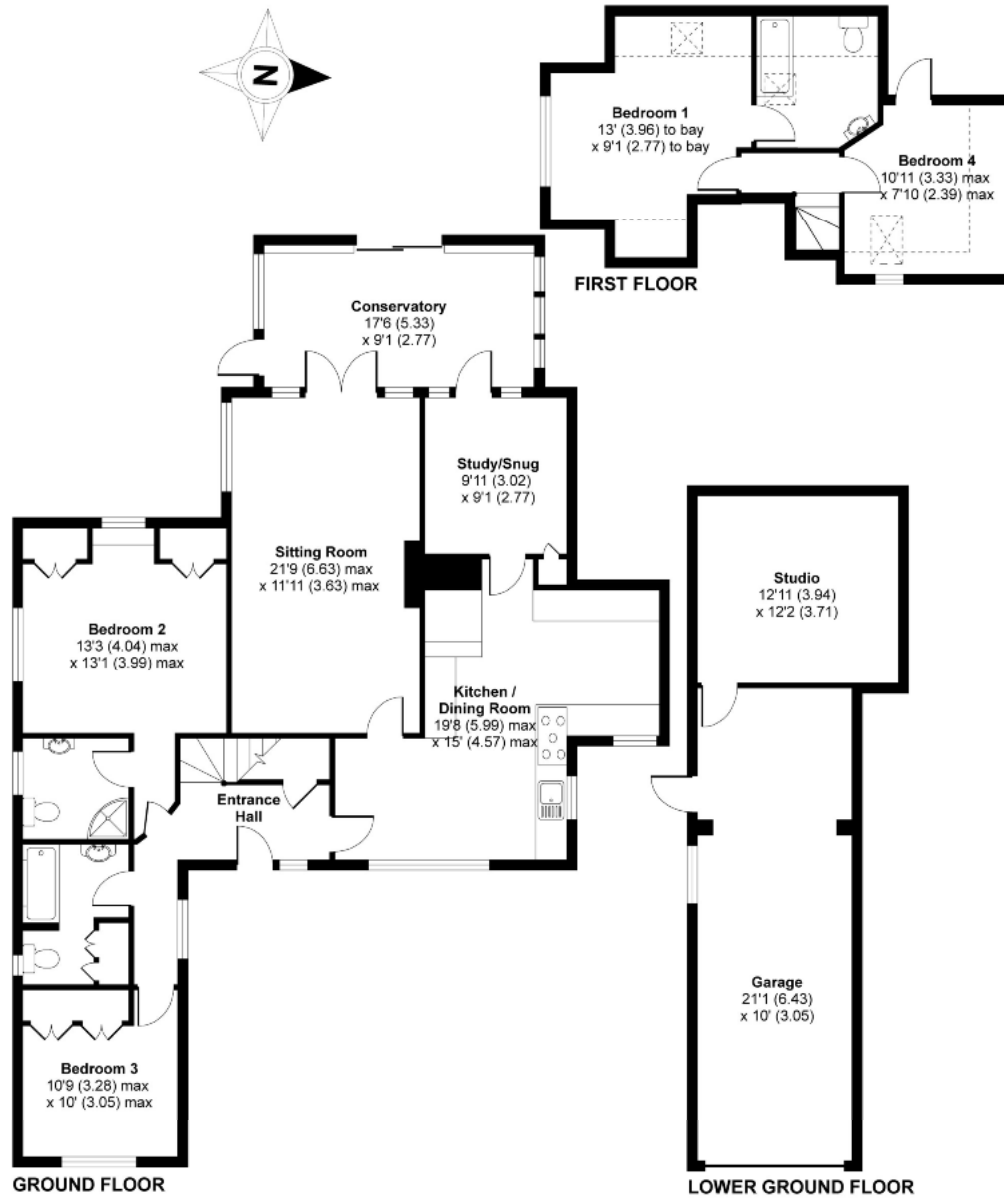 N
Bedroom 1
13' (3.96) to bay
x 9'1 (2.77) to bay
Bedroom 4
10'11 (3.33) max
x 7'10 (2.39) max
FIRST FLOOR
Conservatory
17'6 (5.33)
x 9'1 (2.77)
Study/Snug
9'11 (3.02)
x 9'1 (2.77)
Sitting Room
21'9 (6.63) max
x 11'11 (3.63) max
Studio
12'11 (3.94)
x 12'2 (3.71)
Bedroom 2
13'3 (4.04) max
x 13'1 (3.99) max
Kitchen /
Dining Room
19'8 (5.99) max
x 15' (4.57) max
Entrance
Hall
Garage
21'1 (6.43)
x 10' (3.05)
Bedroom 3
10'9 (3.28) max
x 10' (3.05) max
GROUND FLOOR
LOWER GROUND FLOOR